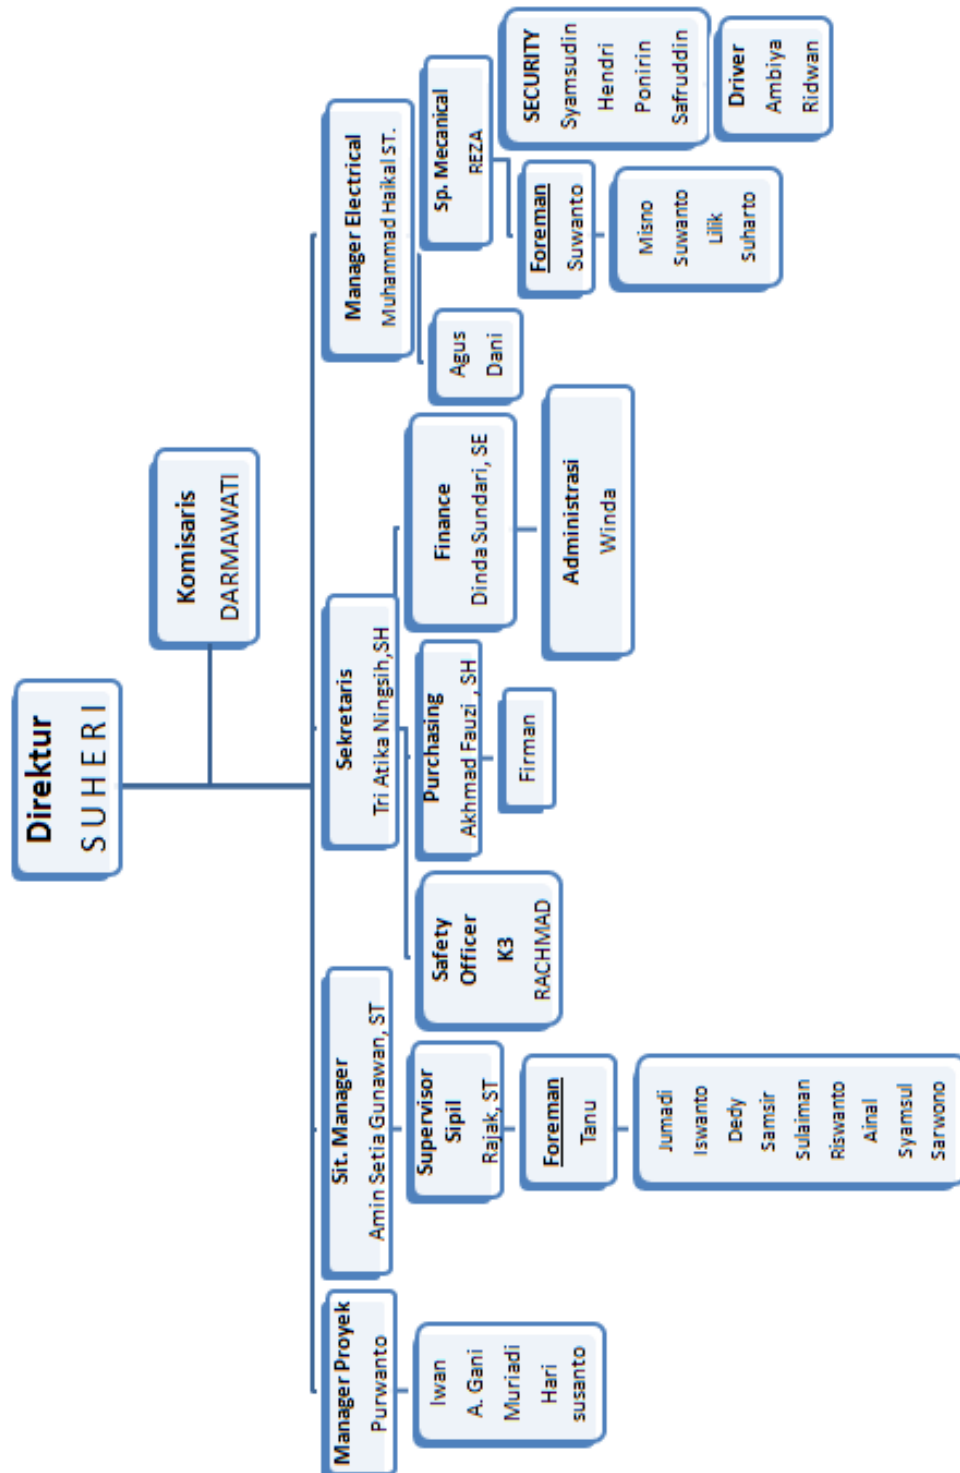 Direktur
S U H E R I
Komisaris
DARMAWATI
Manager Proyek
Purwanto
Iwan
A. Gani
Muriadi
Hari
susanto
Sit. Manager
Amin Setia Gunawan, ST
Supervisor
Sipil
Rajak, ST
Foreman
Tanu
Jumadi
Iswanto
Dedy
Samsir
Sulaiman
Riswanto
Ainal
Syamsul
Sarwono
Sekretaris
Tri Atika Ningsih,SH
Safety
Officer
K3
RACHMAD
Purchasing
Akhmad Fauzi , SH
Firman
Finance
Dinda Sundari, SE
Administrasi
Winda
Manager Electrical
Muhammad Haikal ST.
Agus
Dani
Sp. Mecanical
REZA
Foreman
Suwanto
Misno
Suwanto
Lilik
Suharto
SECURITY
Syamsudin
Hendri
Ponirin
Safruddin
Driver
Ambiya
Ridwan